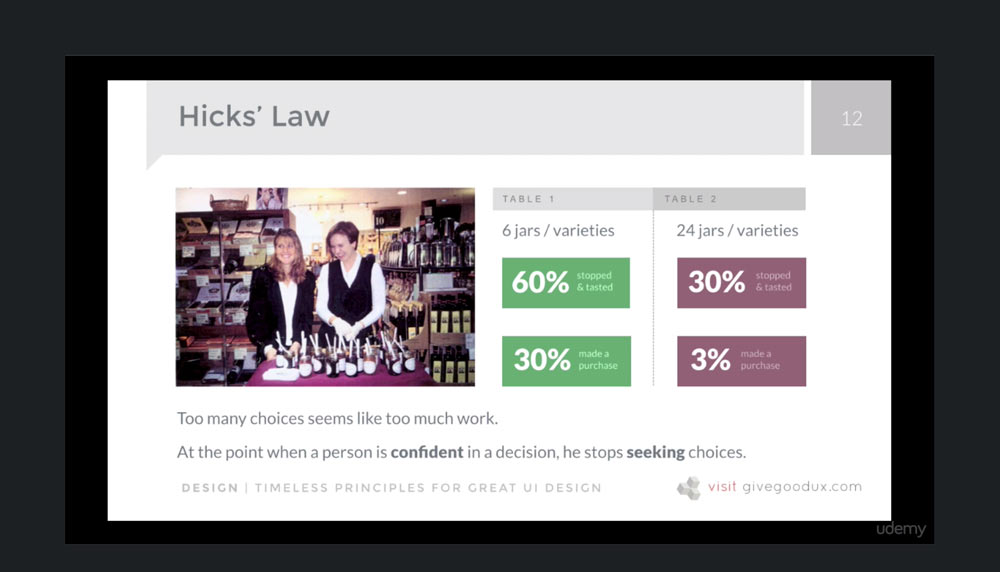 Hicks’ Law
12
TABLE 1
TABLE 2
6 jars / varieties
24 jars / varieties
60% stopped
& tasted
30% stopped
& tasted
30% made a
purchase
3% made a
purchase
10
Too many choices seems like too much work.
At the point when a person is confident in a decision, he stops seeking choices.
DESIGN | TIMELESS PRINCIPLES FOR GREAT UI DESIGN
visit givegoodux.com
udemy